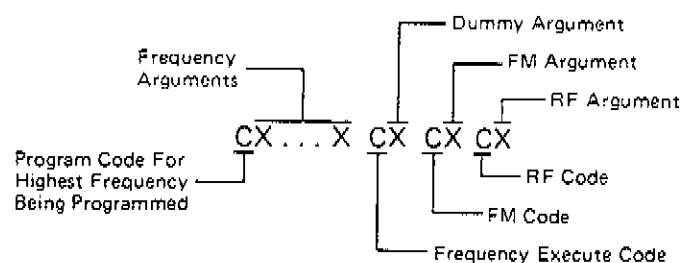 Dummy Argument
Frequency
Arguments
FM Argument
RF Argument
CX...X CX CX CX
Program Code For
Highest Frequency
Being Programmed
RF Code
FM Code
Frequency Execute Code